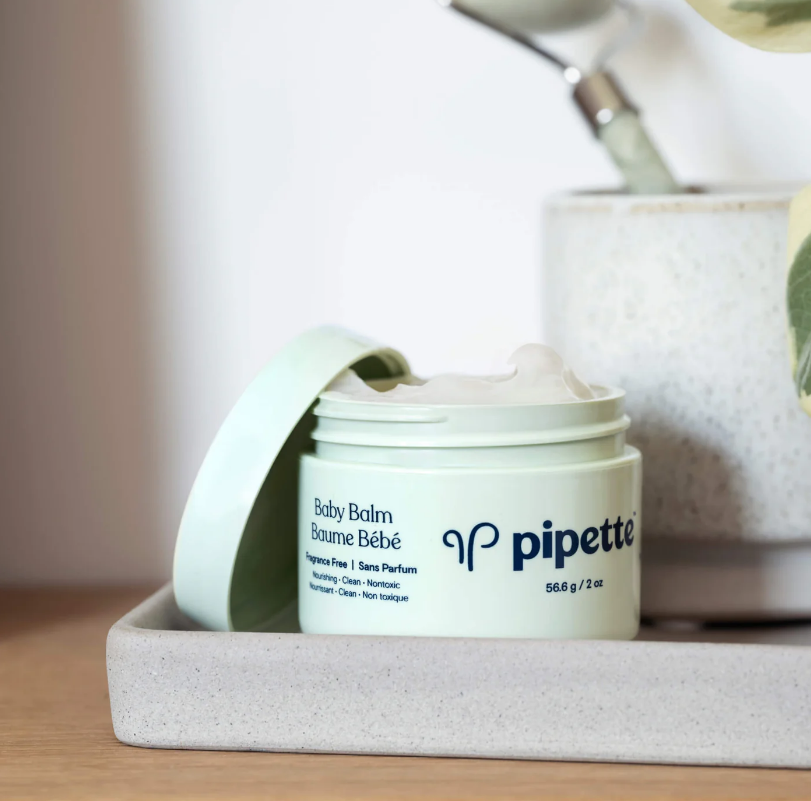 Baby Balm
Baume Bébé
Fragrance Free | Sans Parfum
Nourishing · Clean · Nontoxic
Nourrissant · Clean · Non toxique
pipette
56.6 g / 2 oz